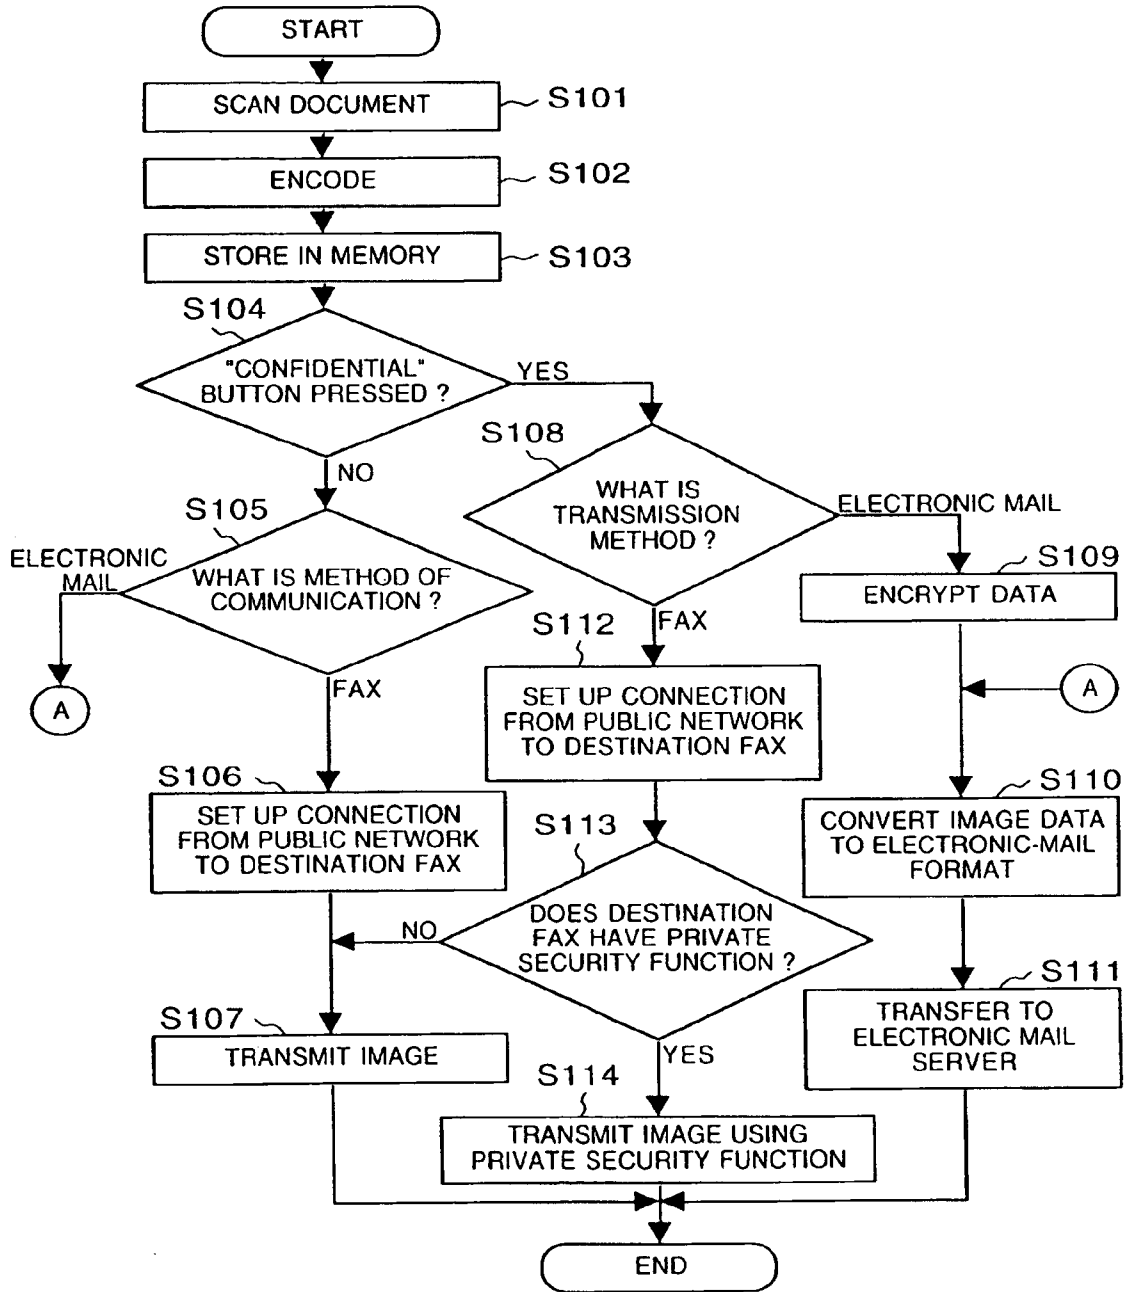 START
SCAN DOCUMENT
S101
ENCODE
S102
STORE IN MEMORY
S103
S104
"CONFIDENTIAL"
BUTTON PRESSED ?
YES
NO
S108
WHAT IS
TRANSMISSION
METHOD ?
ELECTRONIC MAIL
S105
ELECTRONIC
MAIL
WHAT IS METHOD OF
COMMUNICATION ?
A
FAX
S109
ENCRYPT DATA
FAX
S112
SET UP CONNECTION
FROM PUBLIC NETWORK
TO DESTINATION FAX
A
S106
SET UP CONNECTION
FROM PUBLIC NETWORK
TO DESTINATION FAX
S110
CONVERT IMAGE DATA
TO ELECTRONIC-MAIL
FORMAT
S113
DOES DESTINATION
FAX HAVE PRIVATE
SECURITY FUNCTION ?
NO
YES
S107
TRANSMIT IMAGE
S111
TRANSFER TO
ELECTRONIC MAIL
SERVER
S114
TRANSMIT IMAGE USING
PRIVATE SECURITY FUNCTION
END